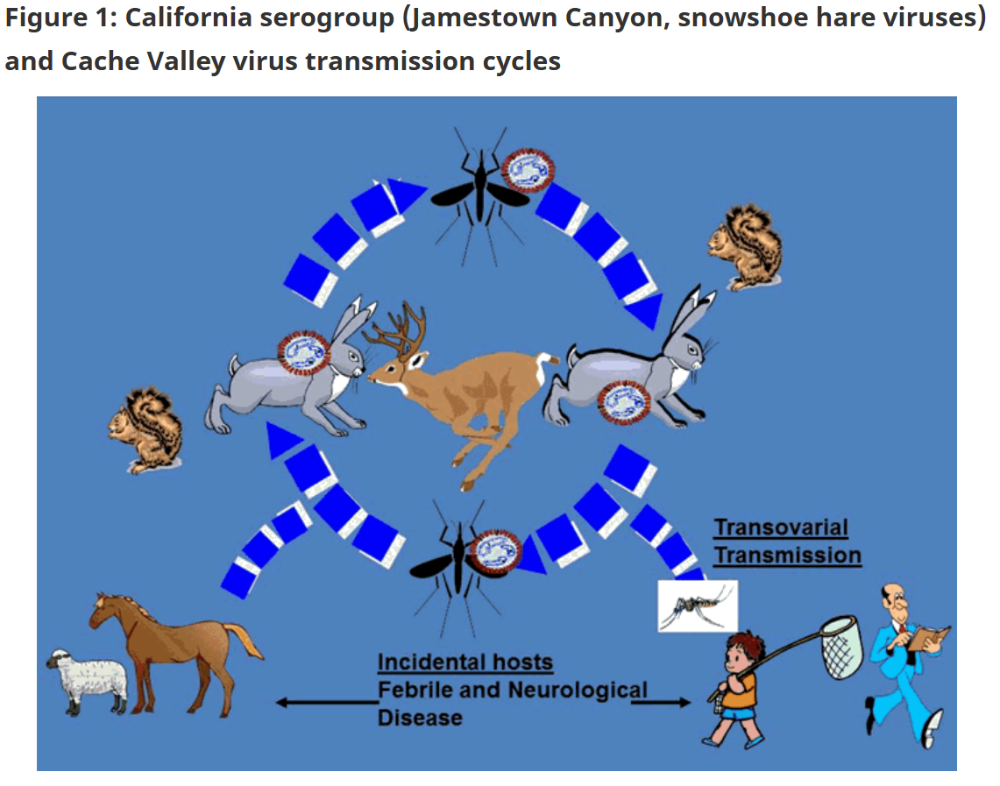 Figure 1: California serogroup (Jamestown Canyon, snowshoe hare viruses)
and Cache Valley virus transmission cycles
Transovarial
Transmission
Incidental hosts
Febrile and Neurological
Disease